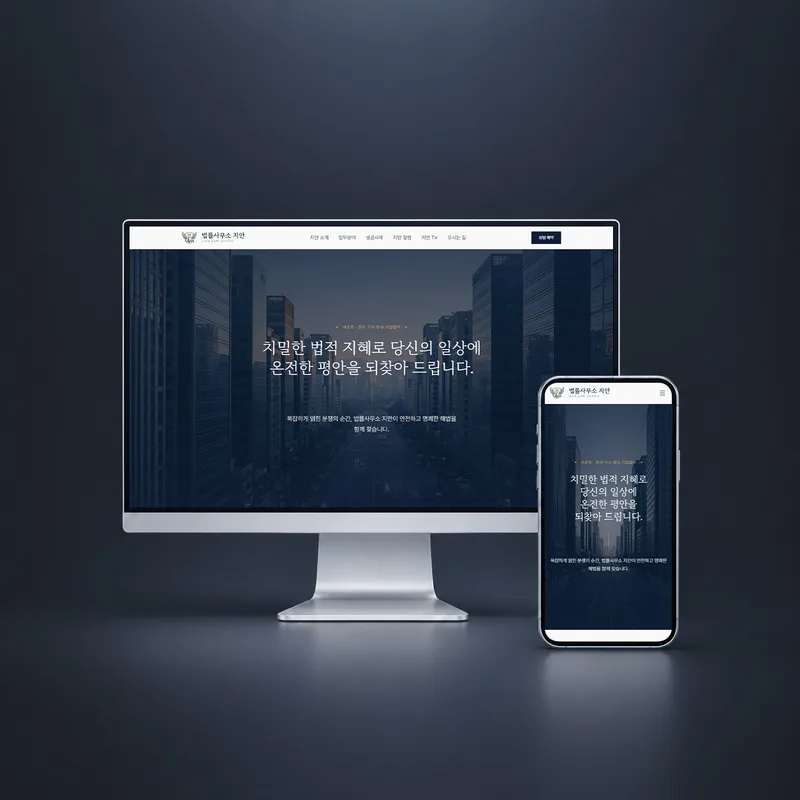 법률사무소 지안
지안 소개 업무분야 성공사례 지안 칼럼 지안 TV 오시는 길
상담 예약
치밀한 법적 지혜로 당신의 일상에
온전한 평안을 되찾아 드립니다.
복잡하게 얽힌 분쟁의 순간, 법률사무소 지안이 안전하고 명쾌한 해법을
함께 찾습니다.
법률사무소 지안
치밀한 법적 지혜로
당신의 일상에
온전한 평안을
되찾아 드립니다.
복잡하게 얽힌 분쟁의 순간, 법률사무소 지안이 안전하고 명쾌한
해법을 함께 찾습니다.